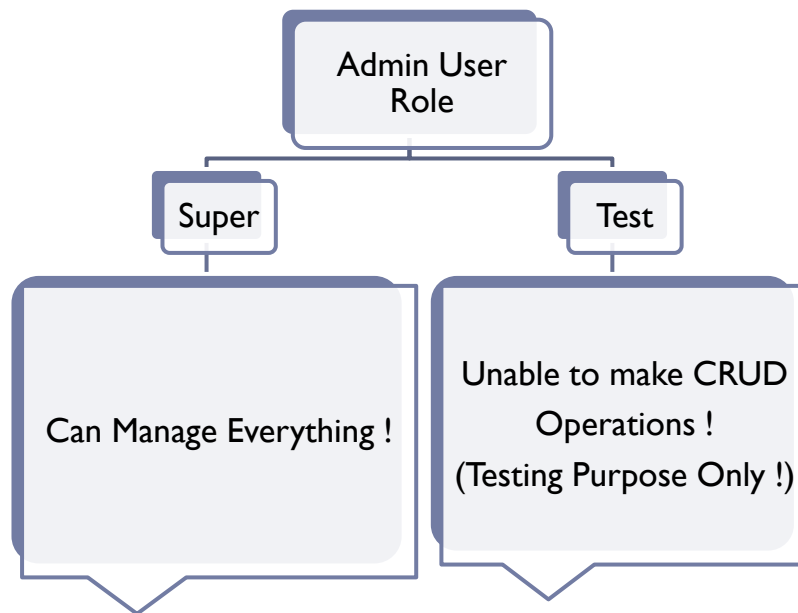 Admin User
Role
Super
Test
Can Manage Everything !
Unable to make CRUD
Operations !
(Testing Purpose Only !)